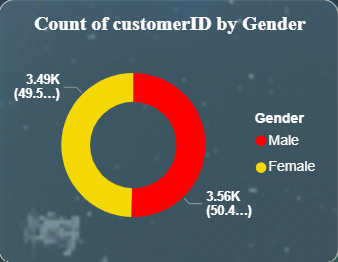 Count of customerID by Gender
3.49K
(49.5…)
Gender
Male
Female
3.56K
(50.4…)